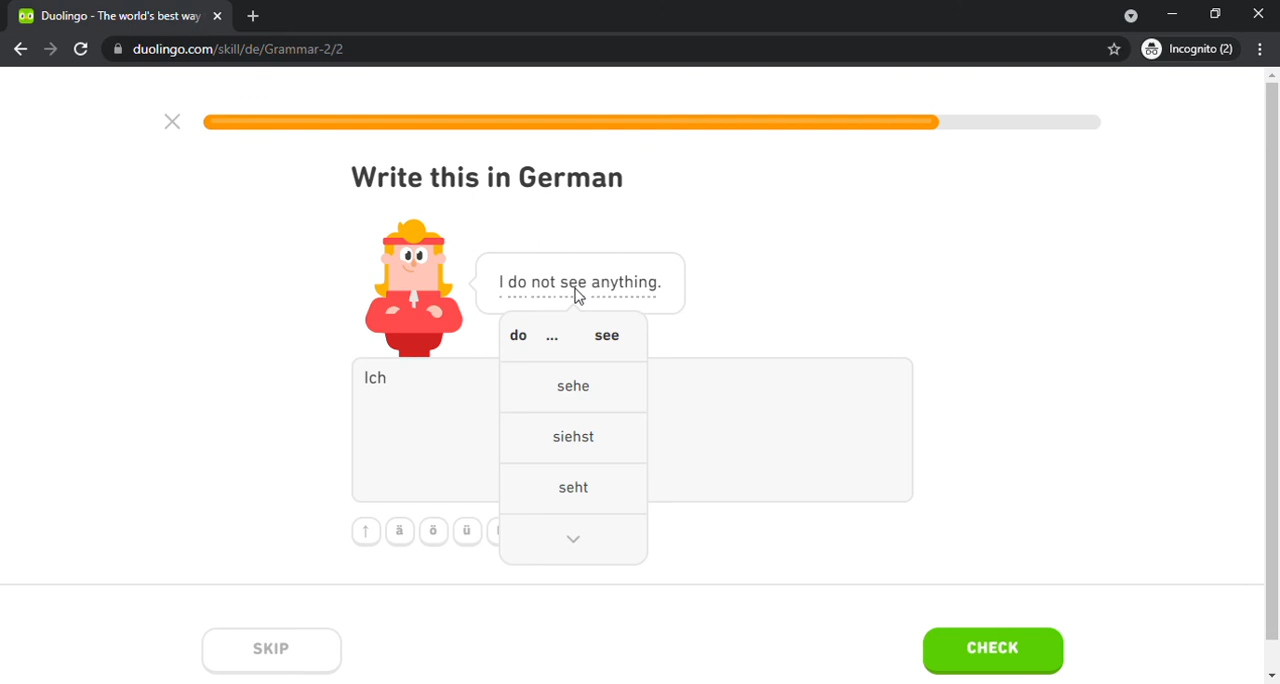 Duolingo - The world's best way
duolingo.com/skill/de/Grammar-2/2
Incognito (2)
Write this in German
I do not see anything.
do ... see
sehe
siehst
seht
Ich
↑ ä ö ü
SKIP
CHECK